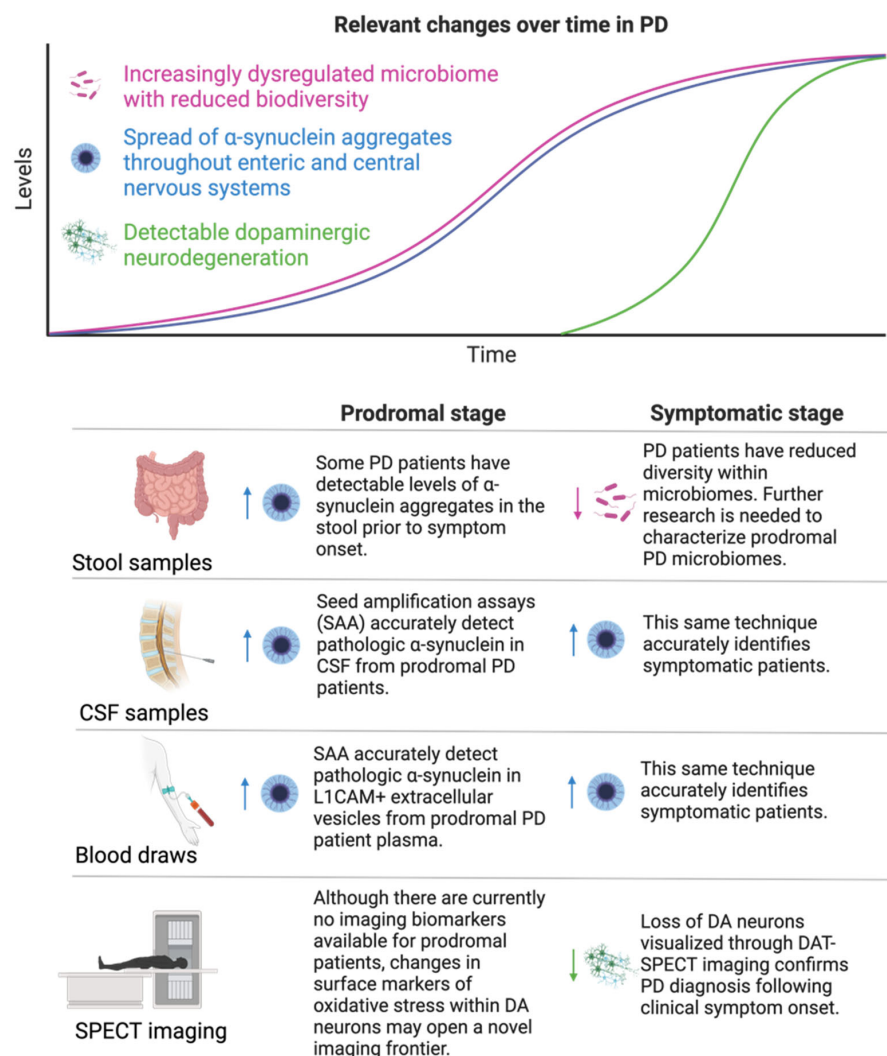 Relevant changes over time in PD
Increasingly dysregulated microbiome
with reduced biodiversity
Spread of α-synuclein aggregates
throughout enteric and central
nervous systems
Detectable dopaminergic
neurodegeneration
Levels
Time
Prodromal stage
Symptomatic stage
Stool samples
Some PD patients have
detectable levels of α-
synuclein aggregates in the
stool prior to symptom
onset.
PD patients have reduced
diversity within
microbiomes. Further
research is needed to
characterize prodromal
PD microbiomes.
CSF samples
Seed amplification assays
(SAA) accurately detect
pathologic α-synuclein in
CSF from prodromal PD
patients.
This same technique
accurately identifies
symptomatic patients.
Blood draws
SAA accurately detect
pathologic α-synuclein in
L1CAM+ extracellular
vesicles from prodromal PD
patient plasma.
This same technique
accurately identifies
symptomatic patients.
SPECT imaging
Although there are currently
no imaging biomarkers
available for prodromal
patients, changes in
surface markers of
oxidative stress within DA
neurons may open a novel
imaging frontier.
Loss of DA neurons
visualized through DAT-
SPECT imaging confirms
PD diagnosis following
clinical symptom onset.